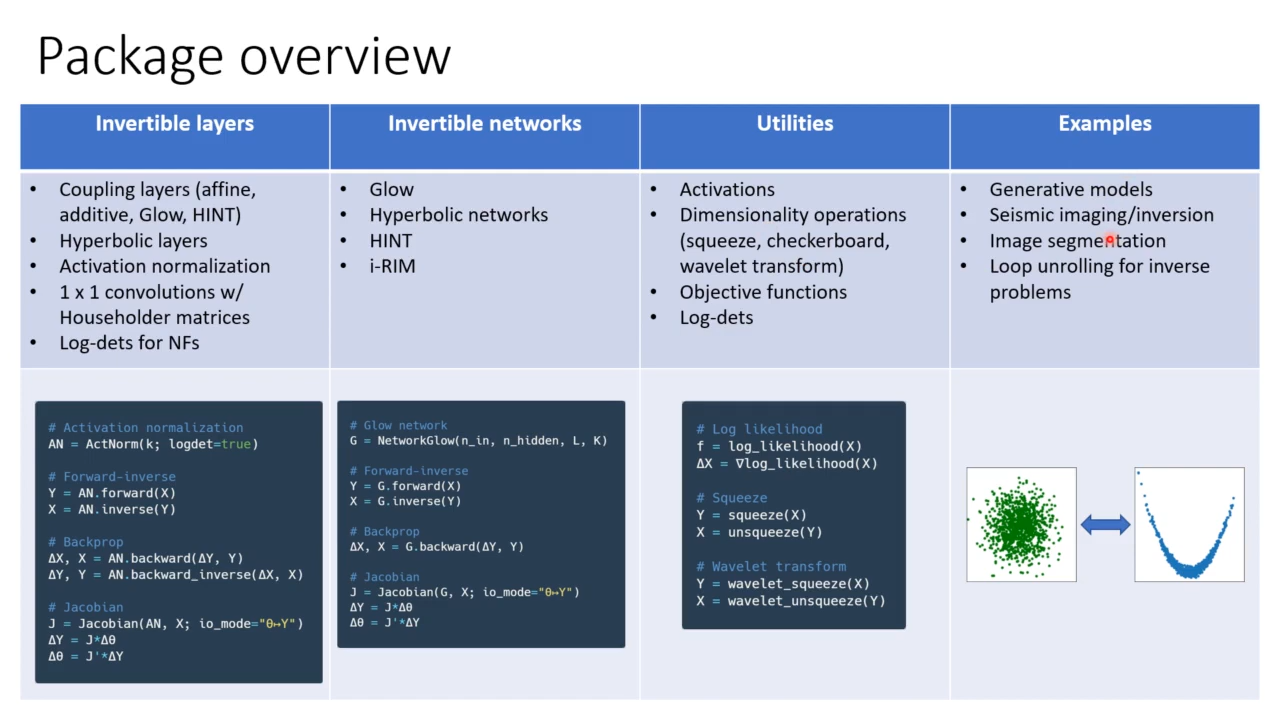 Package overview
Invertible layers
Invertible networks
Utilities
Examples
• Coupling layers (affine,
additive, Glow, HINT)
• Hyperbolic layers
• Activation normalization
• 1 x 1 convolutions w/
Householder matrices
• Log-dets for NFs
• Glow
• Hyperbolic networks
• HINT
• i-RIM
• Activations
• Dimensionality operations
(squeeze, checkerboard,
wavelet transform)
• Objective functions
• Log-dets
• Generative models
• Seismic imaging/inversion
• Image segmentation
• Loop unrolling for inverse
problems
# Activation normalization
AN = ActNorm(k; logdet=true)
# Forward-inverse
Y = AN.forward(X)
X = AN.inverse(Y)
# Backprop
ΔX, X = AN.backward(ΔY, Y)
ΔY, Y = AN.backward_inverse(ΔX, X)
# Jacobian
J = Jacobian(AN, X; io_mode="θ↦Y")
ΔY = J*Δθ
Δθ = J'*ΔY
# Glow network
G = NetworkGlow(n_in, n_hidden, L, K)
# Forward-inverse
Y = G.forward(X)
X = G.inverse(Y)
# Backprop
ΔX, X = G.backward(ΔY, Y)
# Jacobian
J = Jacobian(G, X; io_mode="θ↦Y")
ΔY = J*Δθ
Δθ = J'*ΔY
# Log likelihood
f = log_likelihood(X)
ΔX = ∇log_likelihood(X)
# Squeeze
Y = squeeze(X)
X = unsqueeze(Y)
# Wavelet transform
Y = wavelet_squeeze(X)
X = wavelet_unsqueeze(Y)